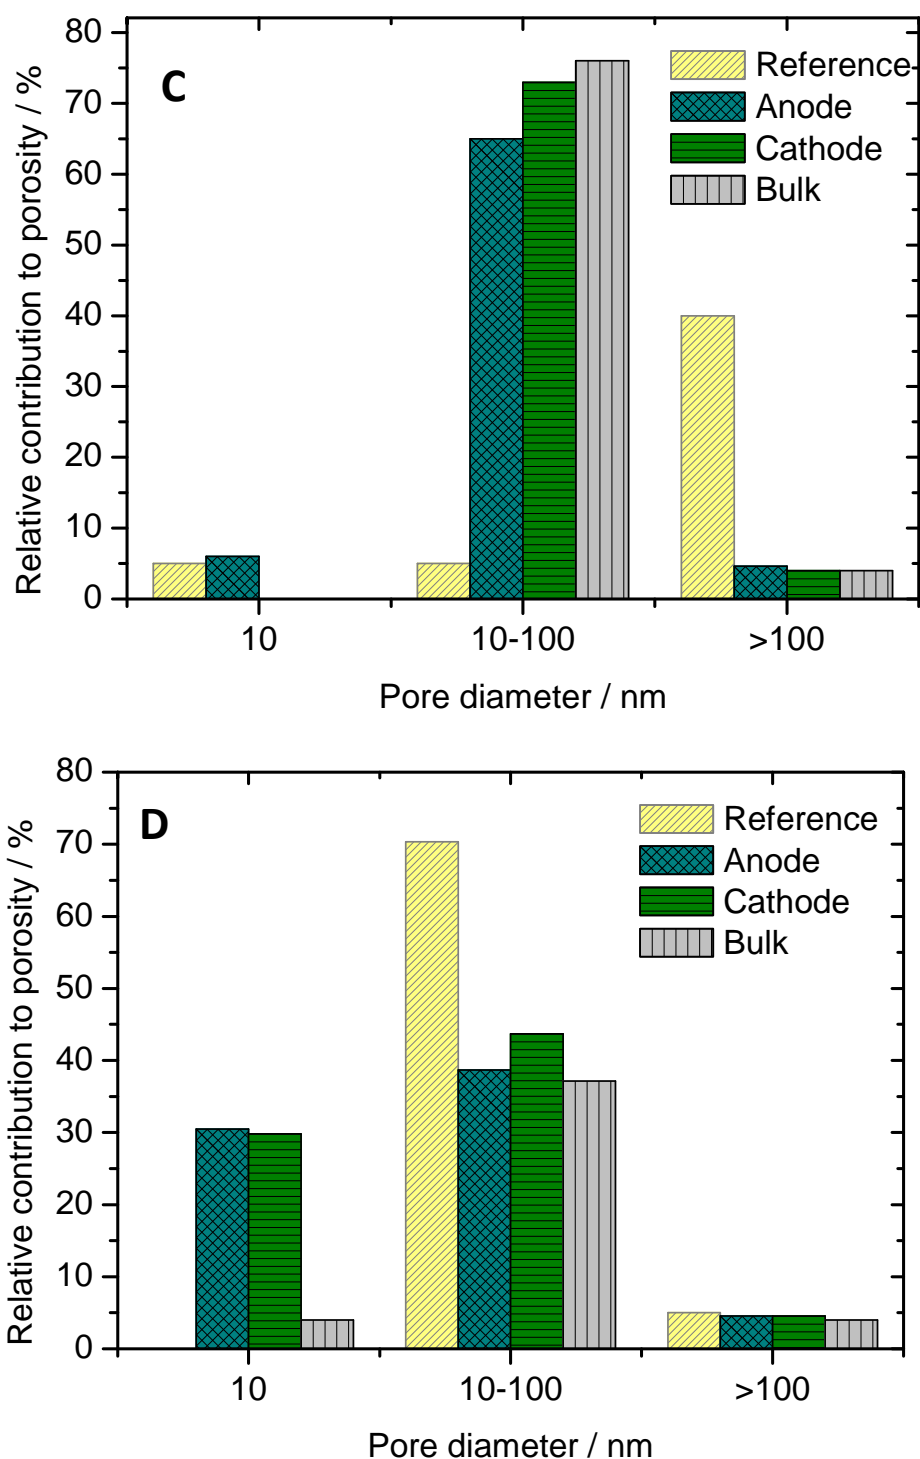 C
Relative contribution to porosity / %
80
70
60
50
40
30
20
10
0
Reference
Anode
Cathode
Bulk
10 10-100 >100
Pore diameter / nm
D
Relative contribution to porosity / %
80
70
60
50
40
30
20
10
0
Reference
Anode
Cathode
Bulk
10 10-100 >100
Pore diameter / nm